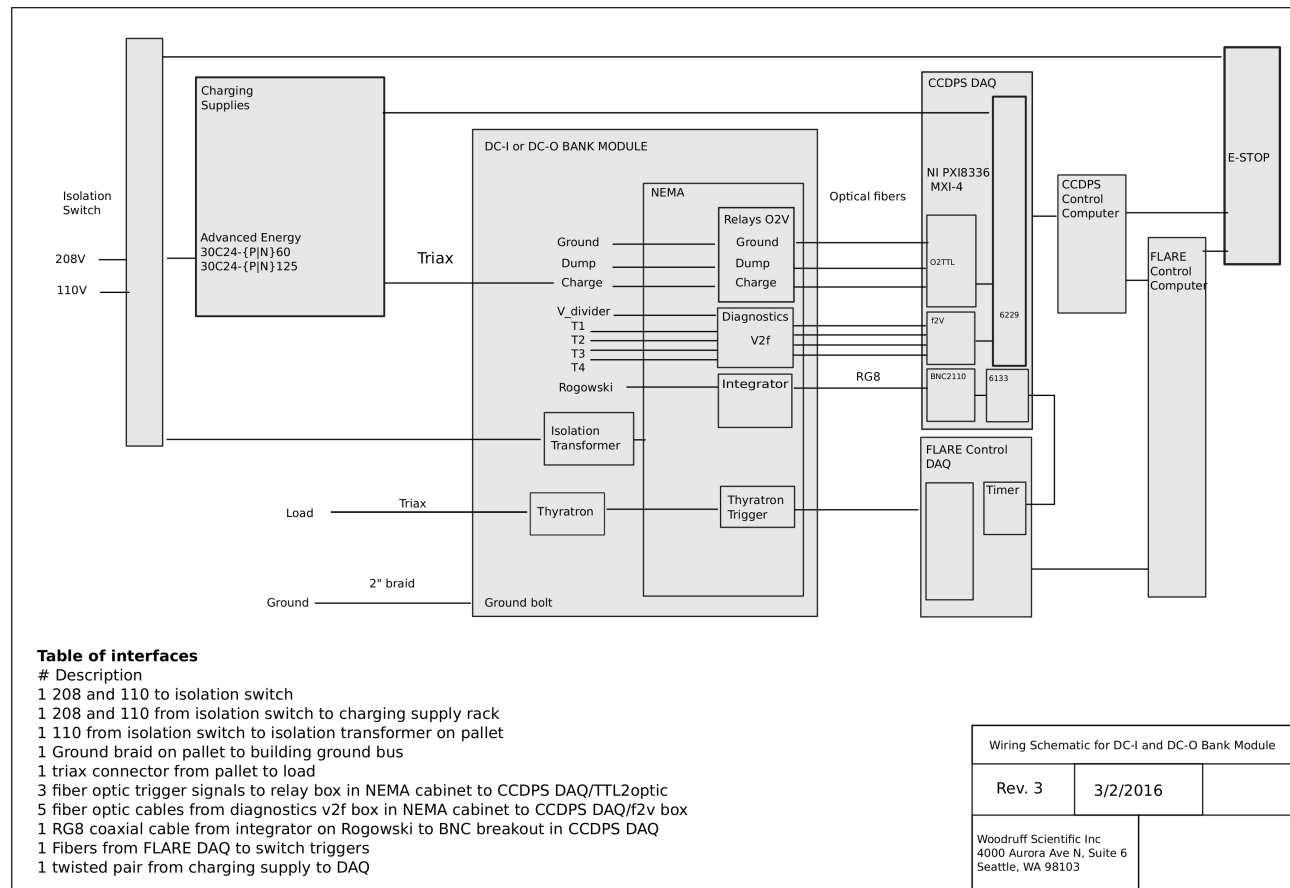 Charging
Supplies
Advanced Energy
30C24-{P|N}60
30C24-{P|N}125
Isolation
Switch
208V
110V
Triax
DC-I or DC-O BANK MODULE
NEMA
Relays O2V
Ground
Dump
Charge
Ground
Dump
Charge
V_divider
T1
T2
T3
T4
Diagnostics
V2f
Rogowski
Integrator
Isolation
Transformer
Load
Triax
Thyratron
Thyratron
Trigger
2" braid
Ground
Ground bolt
Optical fibers
RG8
CCDPS DAQ
NI PXI8336
MXI-4
O2TTL
f2V
6229
BNC2110
6133
FLARE Control
DAQ
Timer
CCDPS
Control
Computer
FLARE
Control
Computer
E-STOP
Table of interfaces
# Description
1 208 and 110 to isolation switch
1 208 and 110 from isolation switch to charging supply rack
1 110 from isolation switch to isolation transformer on pallet
1 Ground braid on pallet to building ground bus
1 triax connector from pallet to load
3 fiber optic trigger signals to relay box in NEMA cabinet to CCDPS DAQ/TTL2optic
5 fiber optic cables from diagnostics v2f box in NEMA cabinet to CCDPS DAQ/f2v box
1 RG8 coaxial cable from integrator on Rogowski to BNC breakout in CCDPS DAQ
1 Fibers from FLARE DAQ to switch triggers
1 twisted pair from charging supply to DAQ
Wiring Schematic for DC-I and DC-O Bank Module
Rev. 3
3/2/2016
Woodruff Scientific Inc
4000 Aurora Ave N, Suite 6
Seattle, WA 98103